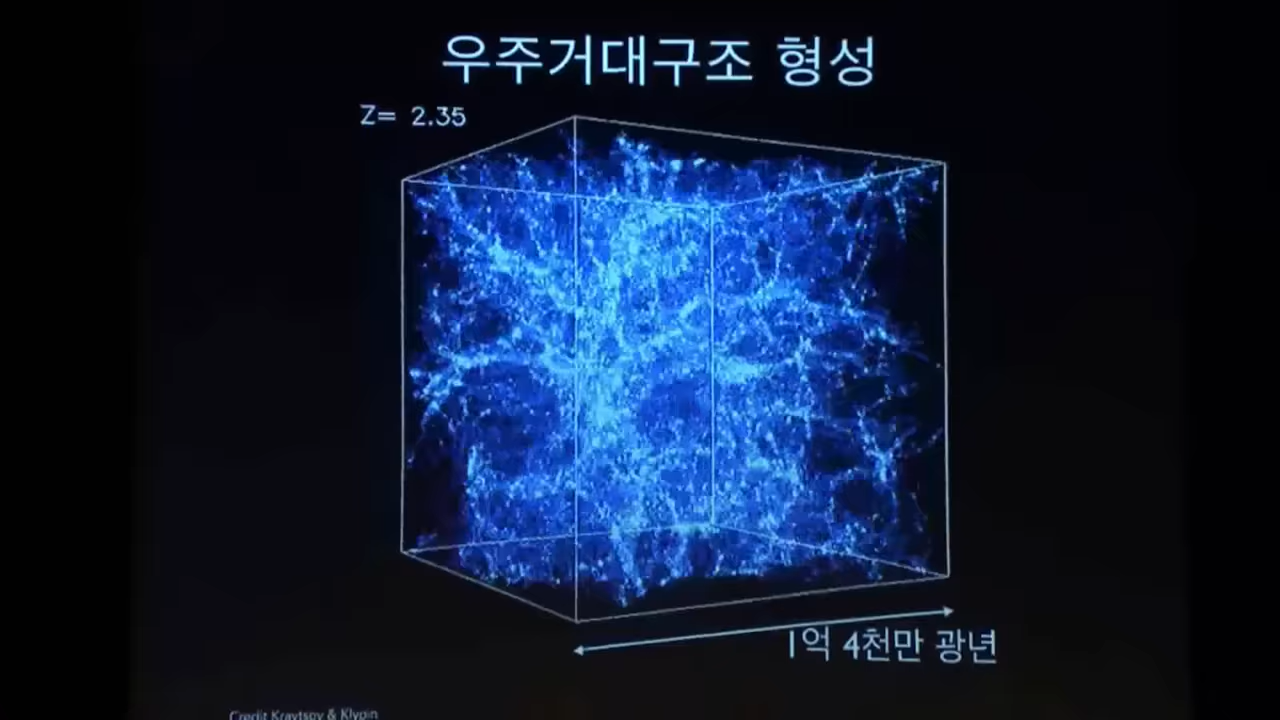 우주거대구조 형성
Z= 2.35
1억 4천만 광년
Credit Kravtsov & Klypin